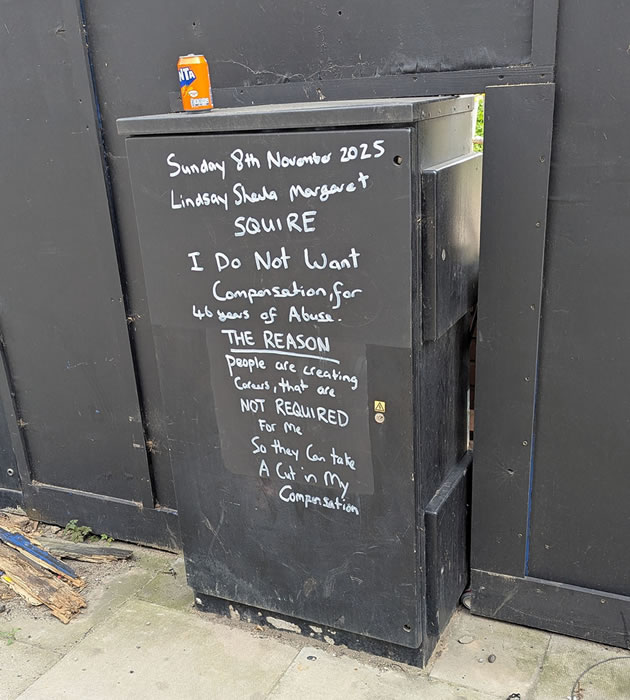 NTA
Sunday 8th November 2025
Lindsay Sheila Margaret
SQUIRE
I Do Not Want
Compensation, for
46 years of Abuse.
THE REASON
people are creating
Careers, that are
NOT REQUIRED
For Me
So they Can take
A Cut in My
Compensation